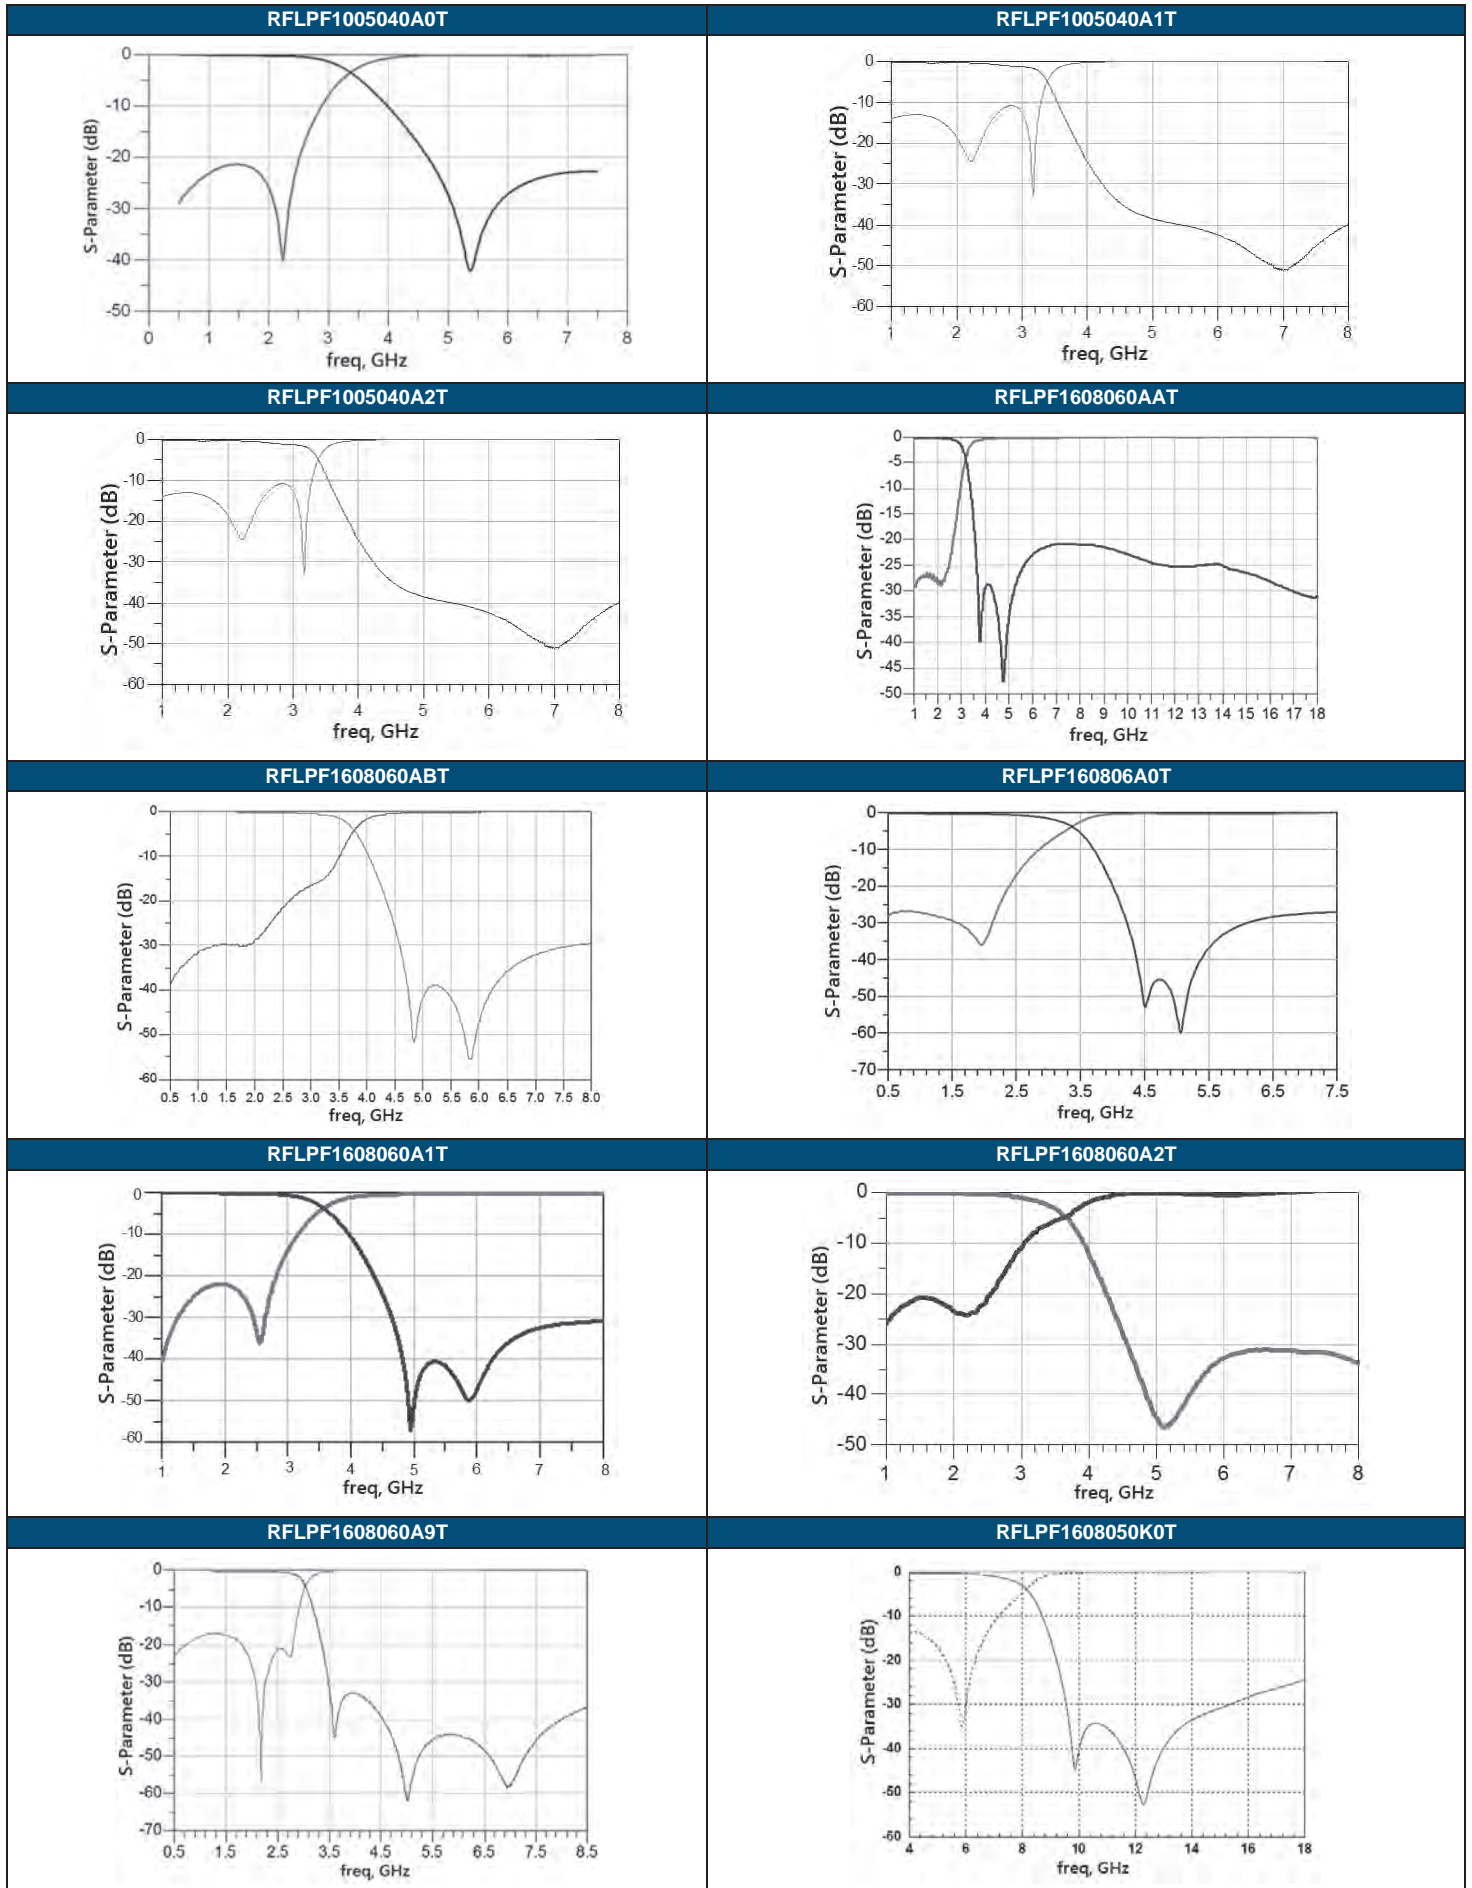 RFLPF1005040A0T
RFLPF1005040A1T
S-Parameter (dB)
0
-10
-20
-30
-40
-50
0 1 2 3 4 5 6 7 8
freq, GHz
S-Parameter (dB)
0
-10
-20
-30
-40
-50
-60
1 2 3 4 5 6 7 8
freq, GHz
RFLPF1005040A2T
RFLPF1608060AAT
S-Parameter (dB)
0
-10
-20
-30
-40
-50
-60
1 2 3 4 5 6 7 8
freq, GHz
S-Parameter (dB)
0
-5
-10
-15
-20
-25
-30
-35
-40
-45
-50
1 2 3 4 5 6 7 8 9 10 11 12 13 14 15 16 17 18
freq, GHz
RFLPF1608060ABT
RFLPF160806A0T
S-Parameter (dB)
0
-10
-20
-30
-40
-50
-60
0.5 1.0 1.5 2.0 2.5 3.0 3.5 4.0 4.5 5.0 5.5 6.0 6.5 7.0 7.5 8.0
freq, GHz
S-Parameter (dB)
0
-10
-20
-30
-40
-50
-60
-70
0.5 1.5 2.5 3.5 4.5 5.5 6.5 7.5
freq, GHz
RFLPF1608060A1T
RFLPF1608060A2T
S-Parameter (dB)
0
-10
-20
-30
-40
-50
-60
1 2 3 4 5 6 7 8
freq, GHz
S-Parameter (dB)
0
-10
-20
-30
-40
-50
1 2 3 4 5 6 7 8
freq, GHz
RFLPF1608060A9T
RFLPF1608050K0T
S-Parameter (dB)
0
-10
-20
-30
-40
-50
-60
-70
0.5 1.5 2.5 3.5 4.5 5.5 6.5 7.5 8.5
freq, GHz
S-Parameter (dB)
0
-10
-20
-30
-40
-50
-60
4 6 8 10 12 14 16 18
freq, GHz